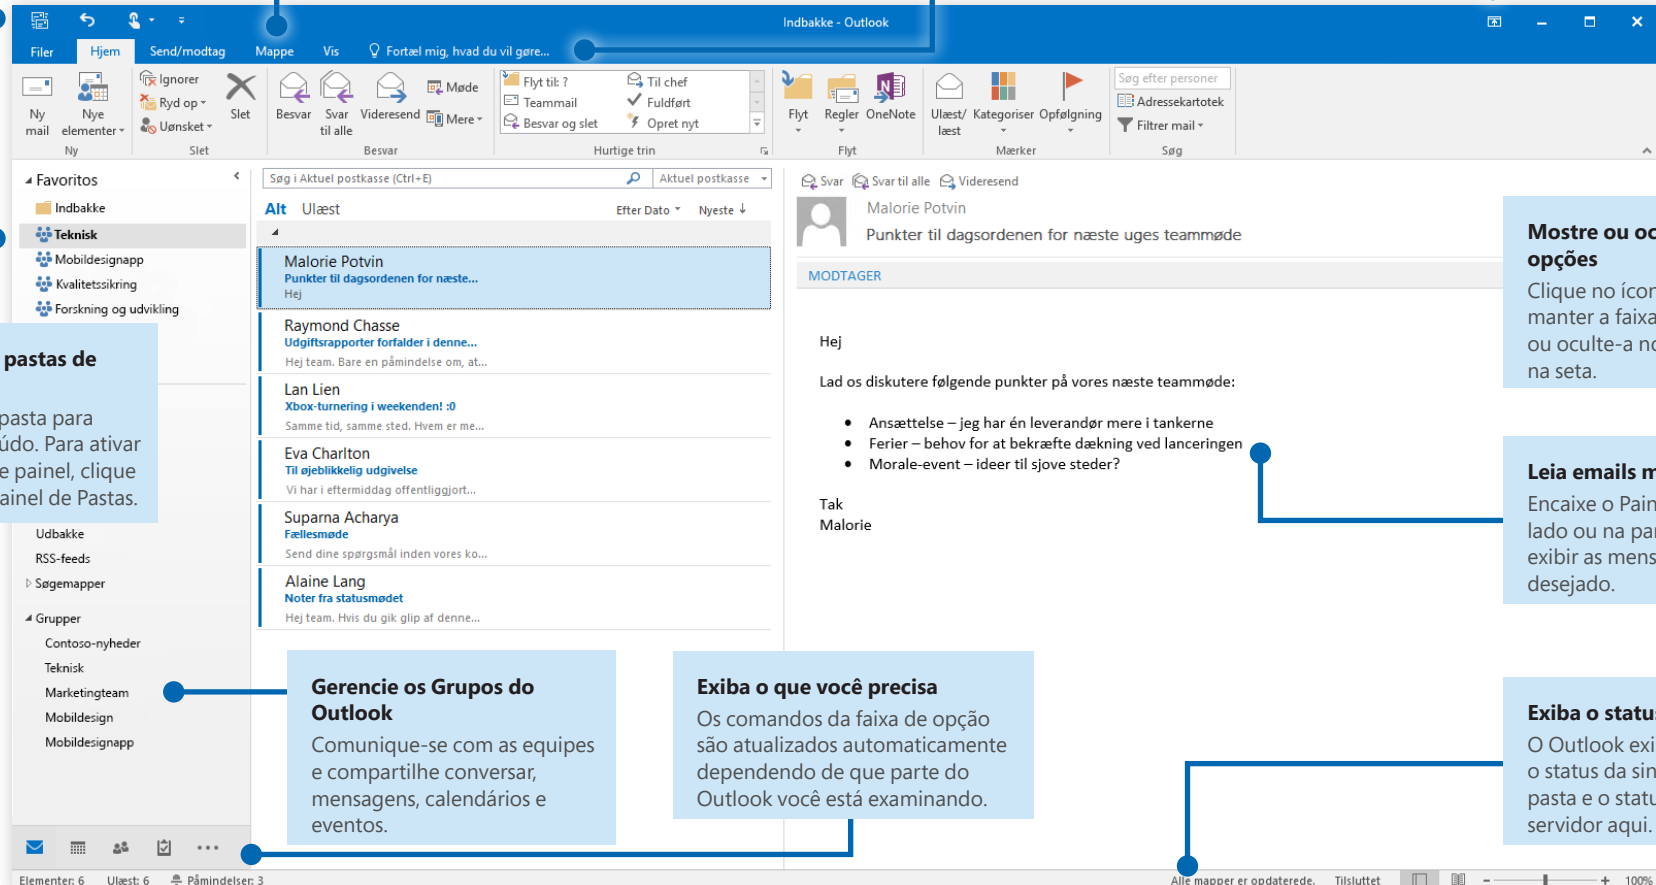 Indbakke - Outlook
Filer Hjem Send/modtag Mappe Vis Fortæl mig, hvad du vil gøre...
Ny mail
Nye elementer
Ignorer
Ryd op
Uønsket
Slet
Besvar
Svar til alle
Videresend
Møde
Mere
Flyt til: ?
Teammail
Besvar og slet
Til chef
Fuldført
Opret nyt
Flyt
Regler
OneNote
Ulæst/ læst
Kategoriser
Opfølgning
Søg efter personer
Adressekartotek
Filtrer mail
Ny Slet Besvar Hurtige trin Flyt Mærker Søg
Favoritos
Indbakke
Teknisk
Mobildesignapp
Kvalitetssikring
Forskning og udvikling
pastas de
pasta para
údo. Para ativar
e painel, clique
ainel de Pastas.
Udbakke
RSS-feeds
Søgemapper
Grupper
Contoso-nyheder
Teknisk
Marketingteam
Mobildesign
Mobildesignapp
Søg i Aktuel postkasse (Ctrl+E) Aktuel postkasse
Alt Ulæst Efter Dato Nyeste ↓
Malorie Potvin
Punkter til dagsordenen for næste...
Hej
Raymond Chasse
Udgiftsrapporter forfalder i denne...
Hej team. Bare en påmindelse om, at...
Lan Lien
Xbox-turnering i weekenden! :0
Samme tid, samme sted. Hvem er me...
Eva Charlton
Til øjeblikkelig udgivelse
Vi har i eftermiddag offentliggjort...
Suparna Acharya
Fællesmøde
Send dine spørgsmål inden vores ko...
Alaine Lang
Noter fra statusmødet
Hej team. Hvis du gik glip af denne...
Svar Svar til alle Videresend
Malorie Potvin
Punkter til dagsordenen for næste uges teammøde
MODTAGER
Hej
Lad os diskutere følgende punkter på vores næste teammøde:
• Ansættelse – jeg har én leverandør mere i tankerne
• Ferier – behov for at bekræfte dækning ved lanceringen
• Morale-event – ideer til sjove steder?
Tak
Malorie
Mostre ou oc
opções
Clique no ícon
manter a faixa
ou oculte-a no
na seta.
Leia emails m
Encaixe o Pain
lado ou na par
exibir as mens
desejado.
Gerencie os Grupos do
Outlook
Comunique-se com as equipes
e compartilhe conversar,
mensagens, calendários e
eventos.
Exiba o que você precisa
Os comandos da faixa de opção
são atualizados automaticamente
dependendo de que parte do
Outlook você está examinando.
Exiba o statu
O Outlook exi
o status da sin
pasta e o statu
servidor aqui.
Elementer: 6 Ulæst: 6 Påmindelser: 3 Alle mapper er opdaterede. Tilsluttet 100%